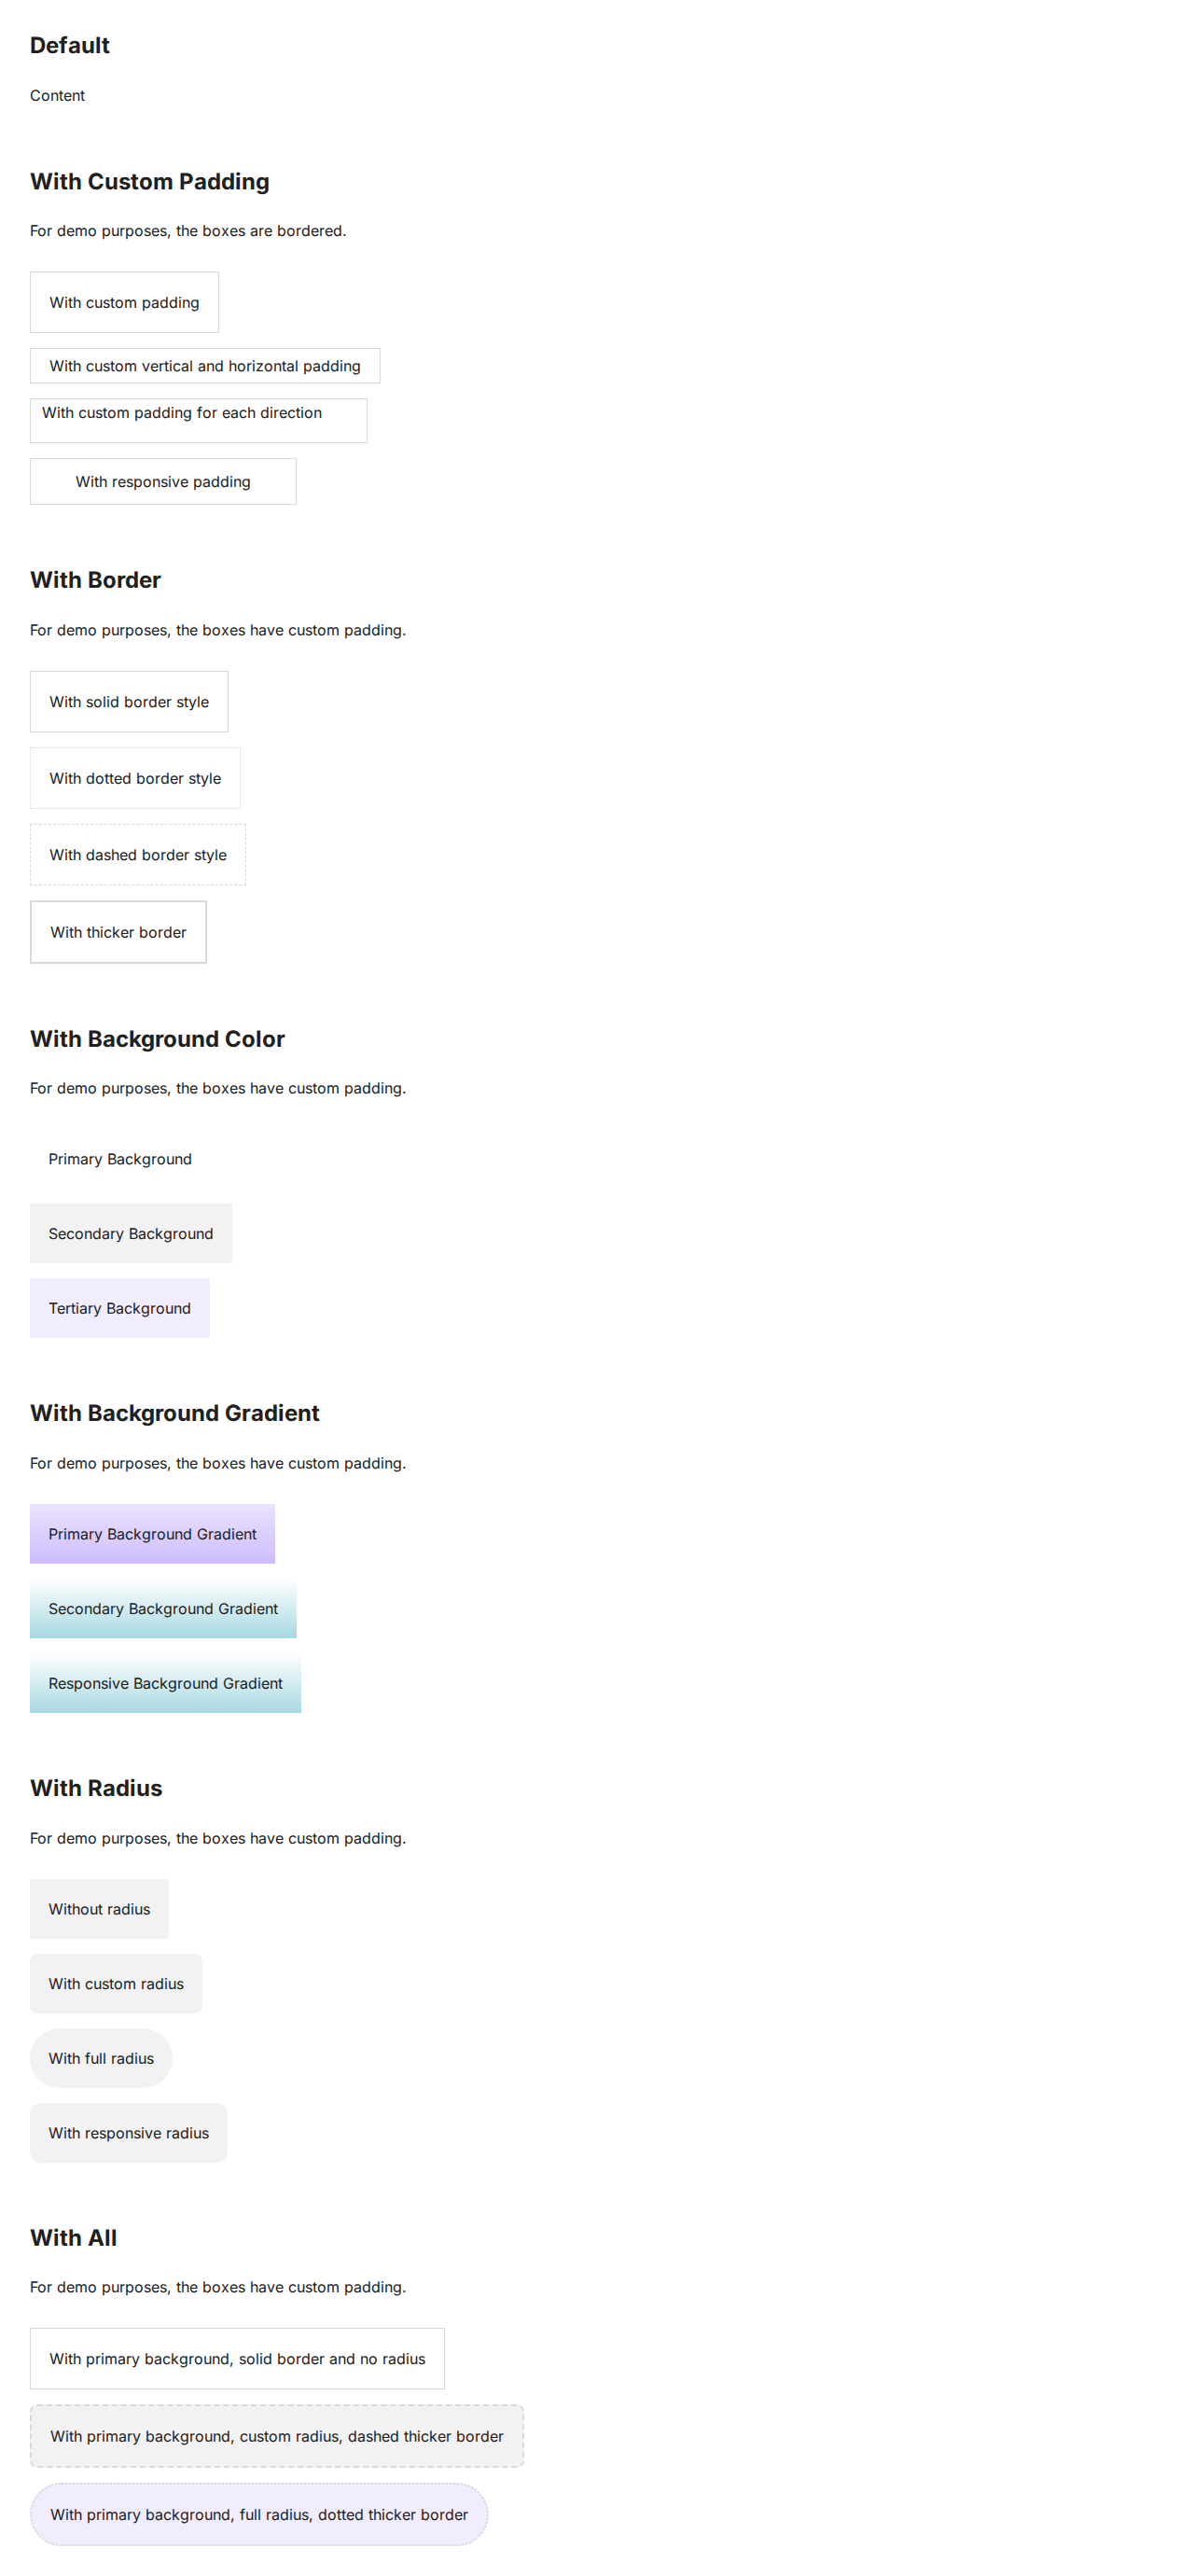 Default
Content
With Custom Padding
For demo purposes, the boxes are bordered.
With custom padding
With custom vertical and horizontal padding
With custom padding for each direction
With responsive padding
With Border
For demo purposes, the boxes have custom padding.
With solid border style
With dotted border style
With dashed border style
With thicker border
With Background Color
For demo purposes, the boxes have custom padding.
Primary Background
Secondary Background
Tertiary Background
With Background Gradient
For demo purposes, the boxes have custom padding.
Primary Background Gradient
Secondary Background Gradient
Responsive Background Gradient
With Radius
For demo purposes, the boxes have custom padding.
Without radius
With custom radius
With full radius
With responsive radius
With All
For demo purposes, the boxes have custom padding.
With primary background, solid border and no radius
With primary background, custom radius, dashed thicker border
With primary background, full radius, dotted thicker border